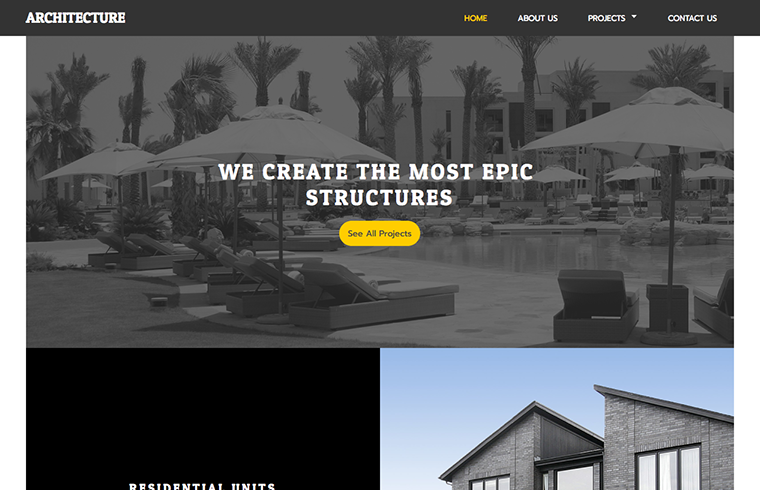 ARCHITECTURE
HOME ABOUT US PROJECTS CONTACT US
WE CREATE THE MOST EPIC
STRUCTURES
See All Projects
RESIDENTIAL UNITS